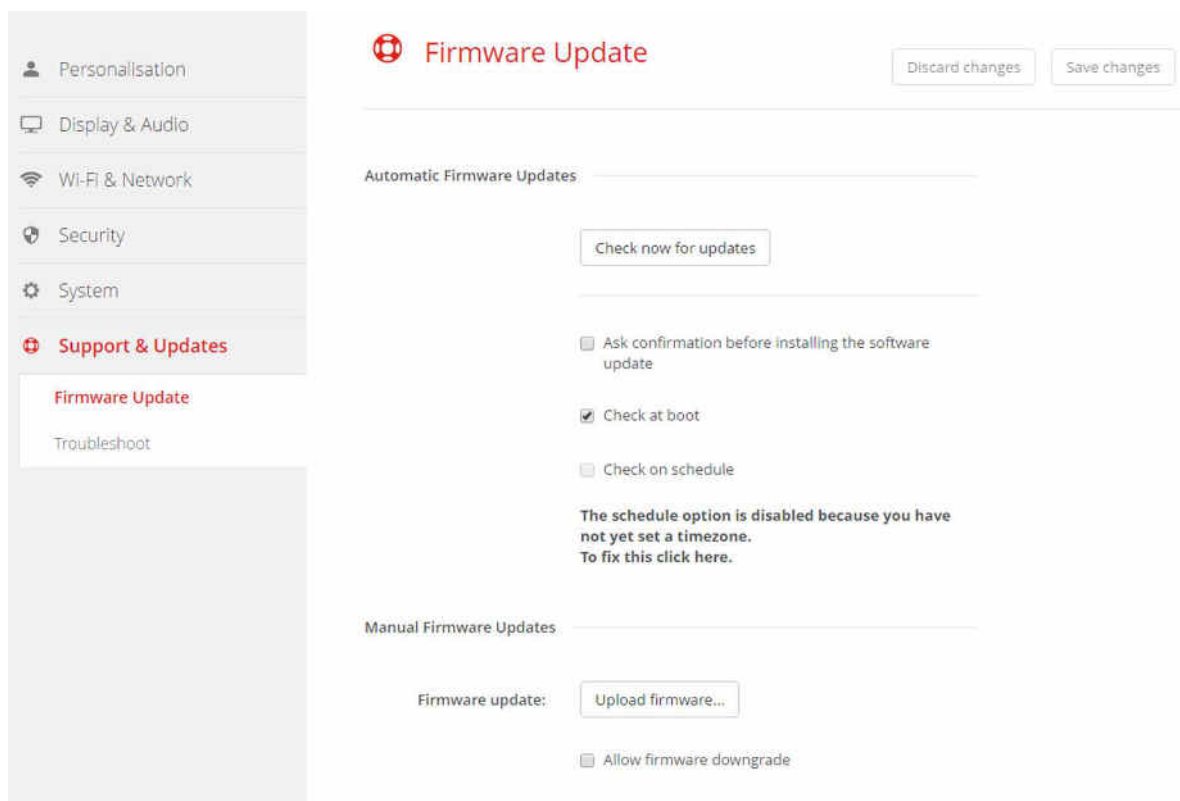 Personalisation
Display & Audio
Wi-Fi & Network
Security
System
Support & Updates
Firmware Update
Troubleshoot
Firmware Update
Discard changes
Save changes
Automatic Firmware Updates
Check now for updates
Ask confirmation before installing the software
update
Check at boot
Check on schedule
The schedule option is disabled because you have
not yet set a timezone.
To fix this click here.
Manual Firmware Updates
Firmware update:
Upload firmware...
Allow firmware downgrade